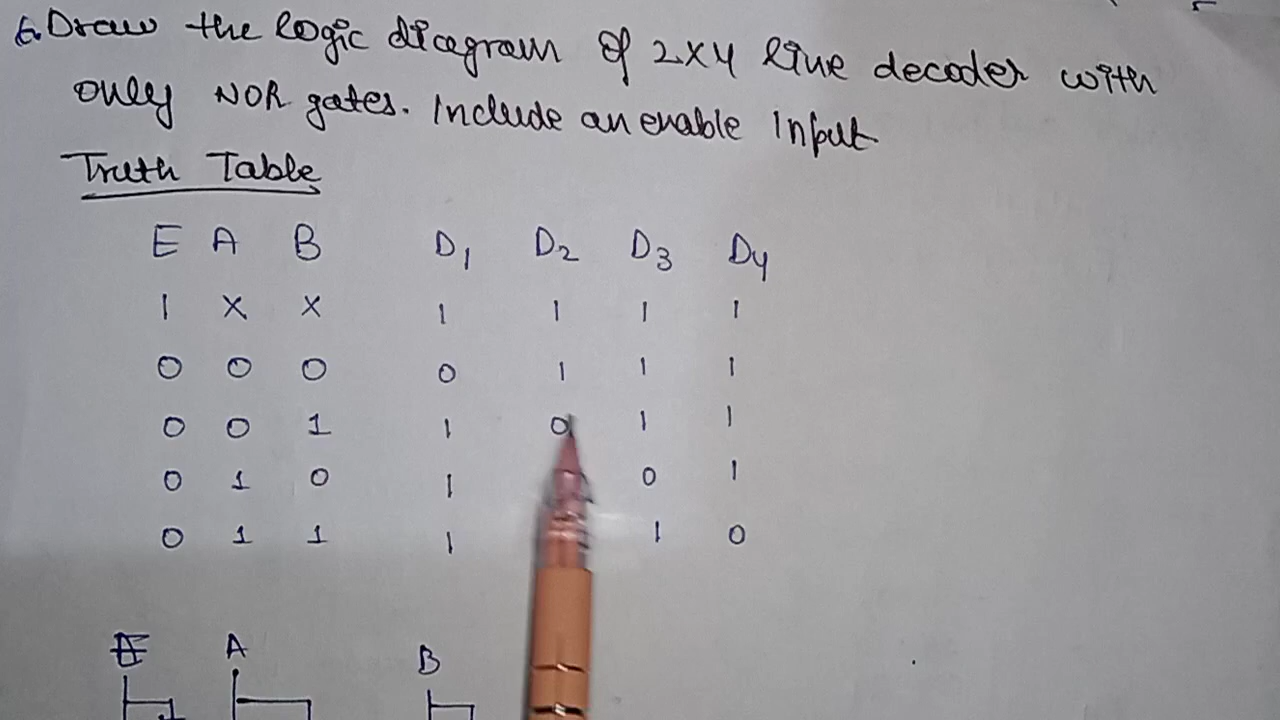 6. Draw the logic dicagram of 2x4 line decoder with
only NOR gates. Include an enable Input
Truth Table
E A B D1 D2 D3 D4
1 X X 1 1 1 1
0 0 0 0 1 1 1
0 0 1 1 0 1 1
0 1 0 1 0 1
0 1 1 1 1 0
E A B